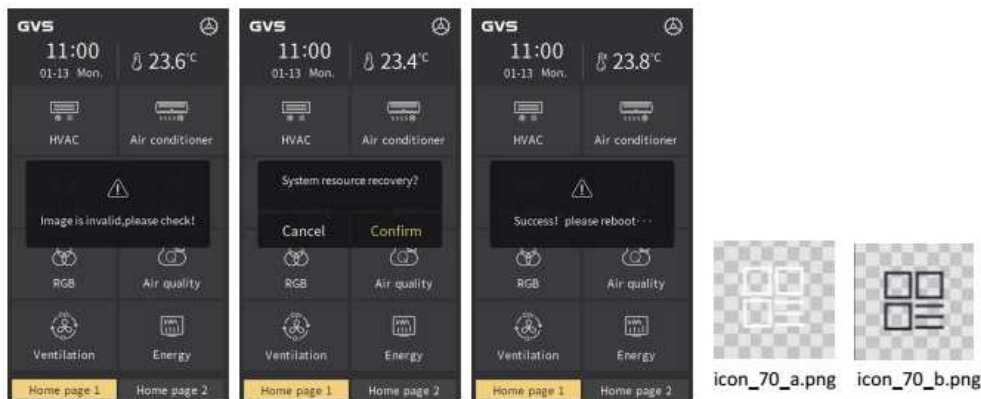 GVS
11:00
01-13 Mon.
23.6°C
HVAC
Air conditioner
Image is invalid,please check!
RGB
Air quality
Ventilation
Energy
Home page 1
Home page 2
GVS
11:00
01-13 Mon.
23.4°C
HVAC
Air conditioner
System resource recovery?
Cancel
Confirm
RGB
Air quality
Ventilation
Energy
Home page 1
Home page 2
GVS
11:00
01-13 Mon.
23.8°C
HVAC
Air conditioner
Success! please reboot···
RGB
Air quality
Ventilation
Energy
Home page 1
Home page 2
icon_70_a.png
icon_70_b.png